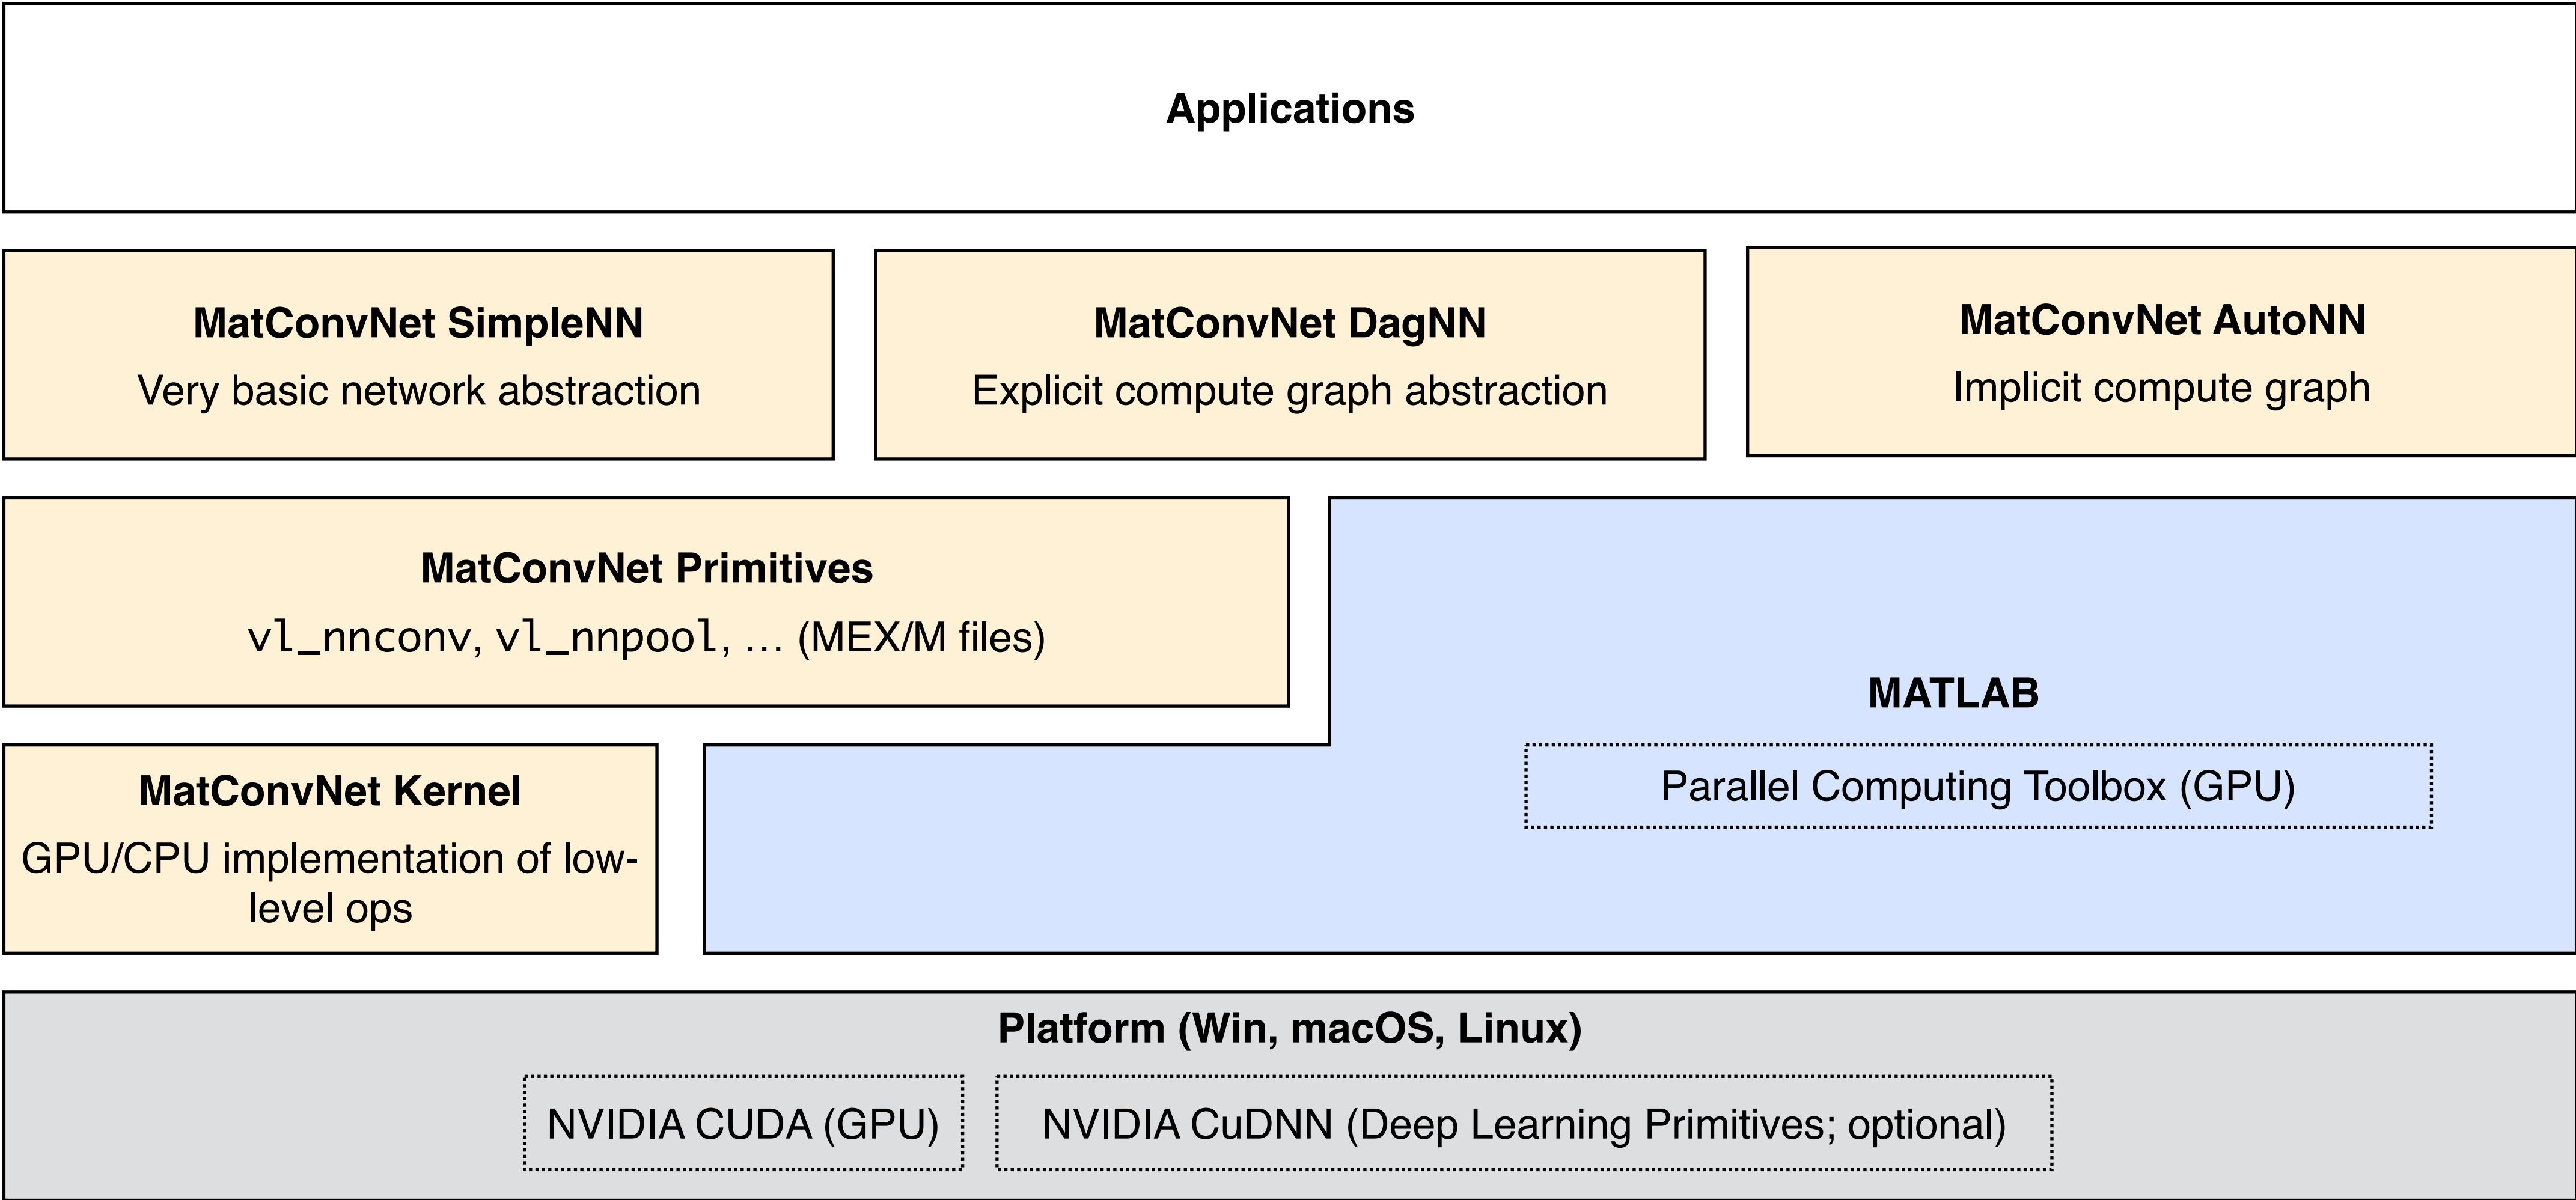 Applications
MatConvNet SimpleNN
Very basic network abstraction
MatConvNet DagNN
Explicit compute graph abstraction
MatConvNet AutoNN
Implicit compute graph
MatConvNet Primitives
vl_nnconv, vl_nnpool, … (MEX/M files)
MATLAB
Parallel Computing Toolbox (GPU)
MatConvNet Kernel
GPU/CPU implementation of low-
level ops
Platform (Win, macOS, Linux)
NVIDIA CUDA (GPU)
NVIDIA CuDNN (Deep Learning Primitives; optional)